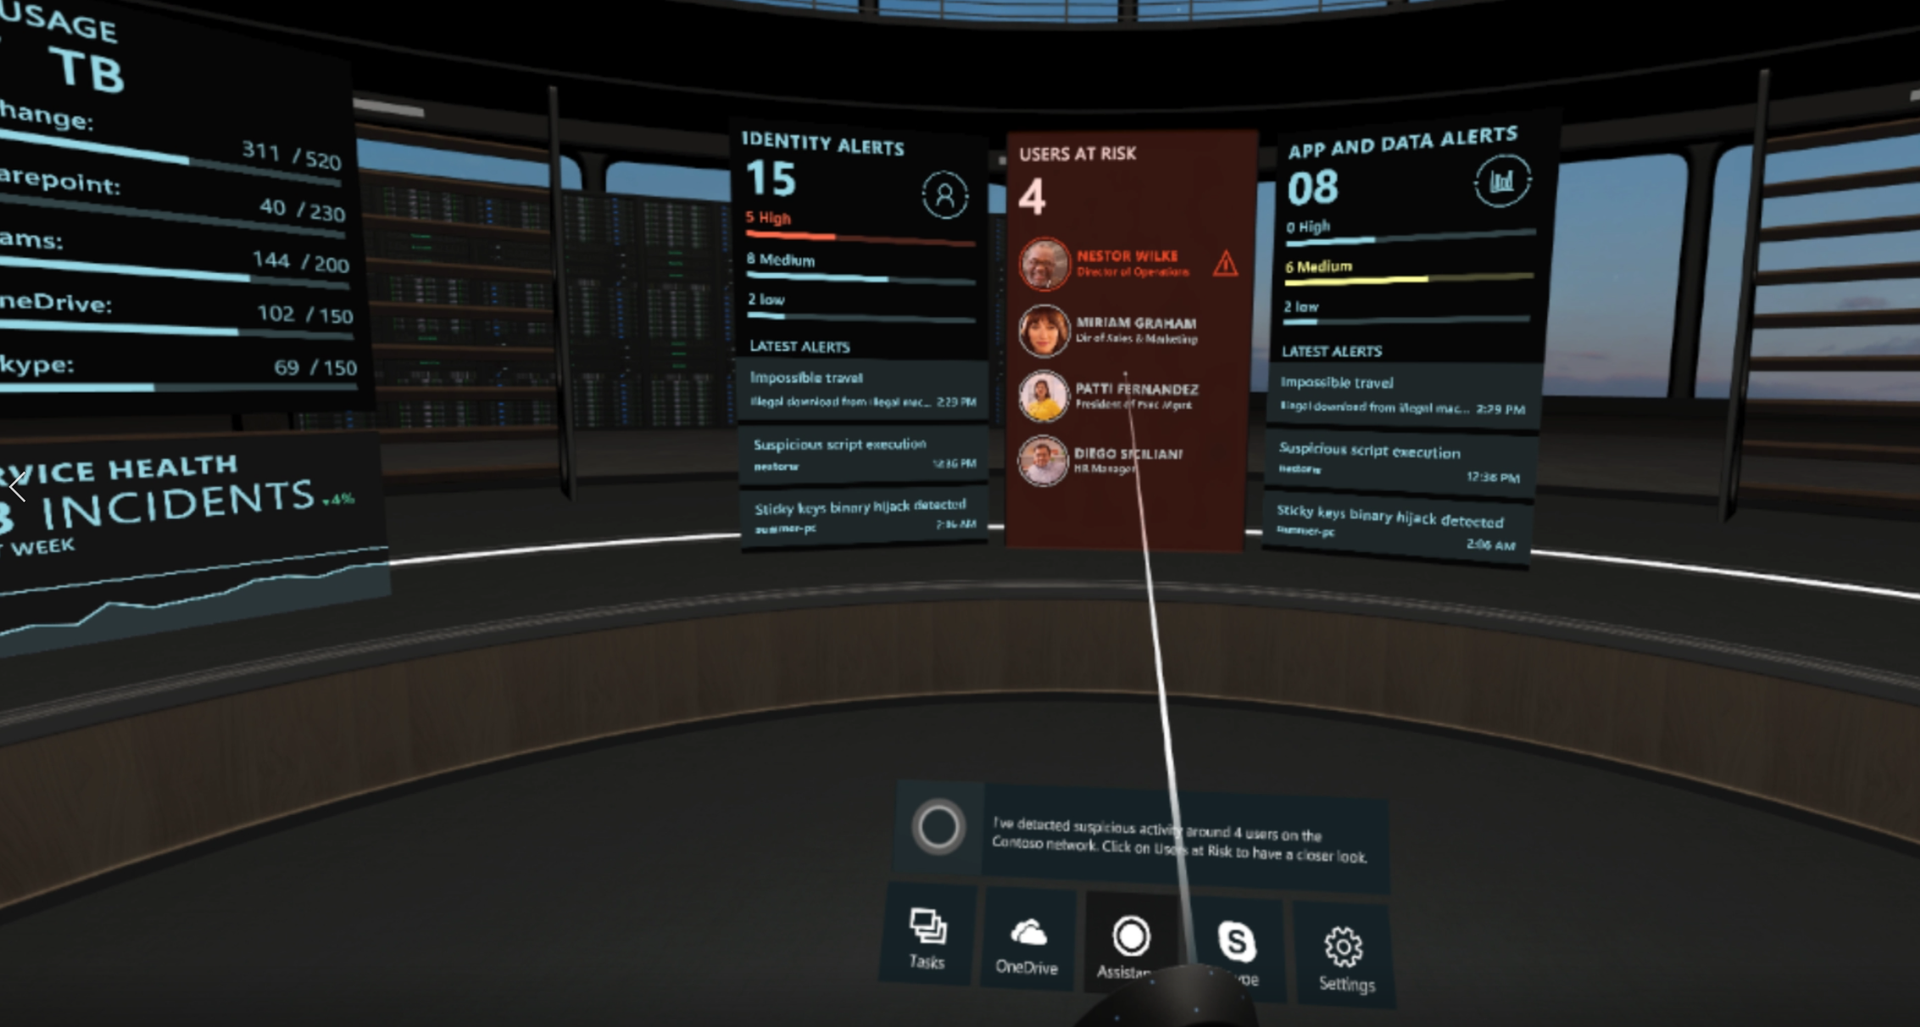 USAGE
TB
hange:
311 / 520
arepoint:
40 / 230
ams:
144 / 200
neDrive:
102 / 150
kype:
69 / 150
RVICE HEALTH
INCIDENTS ▾4%
WEEK
IDENTITY ALERTS
15
5 High
8 Medium
2 low
LATEST ALERTS
Impossible travel
Illegal download from illegal mac... 2:29 PM
Suspicious script execution
nestorw 12:36 PM
Sticky keys binary hijack detected
summer-pc 2:06 AM
USERS AT RISK
4
NESTOR WILKE
Director of Operations
MIRIAM GRAHAM
Dir of Sales & Marketing
PATTI FERNANDEZ
President of
DIEGO SICILIANI
HR Manager
APP AND DATA ALERTS
08
0 High
6 Medium
2 low
LATEST ALERTS
Impossible travel
Illegal download from illegal mac... 2:29 PM
Suspicious script execution
nestorw 12:36 PM
Sticky keys binary hijack detected
summer-pc 2:06 AM
I've detected suspicious activity around 4 users on the
Contoso network. Click on Users at Risk to have a closer look.
Tasks
OneDrive
Assistan
ype
Settings